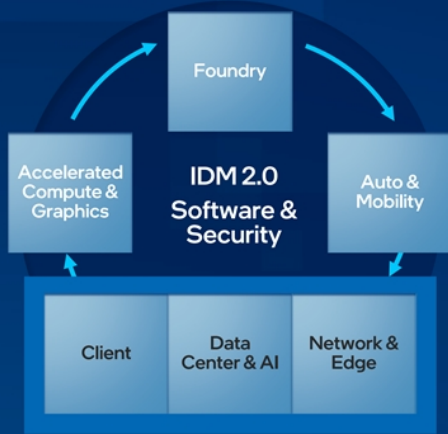 Foundry
Accelerated
Compute &
Graphics
IDM 2.0
Software &
Security
Auto &
Mobility
Client
Data
Center & AI
Network &
Edge